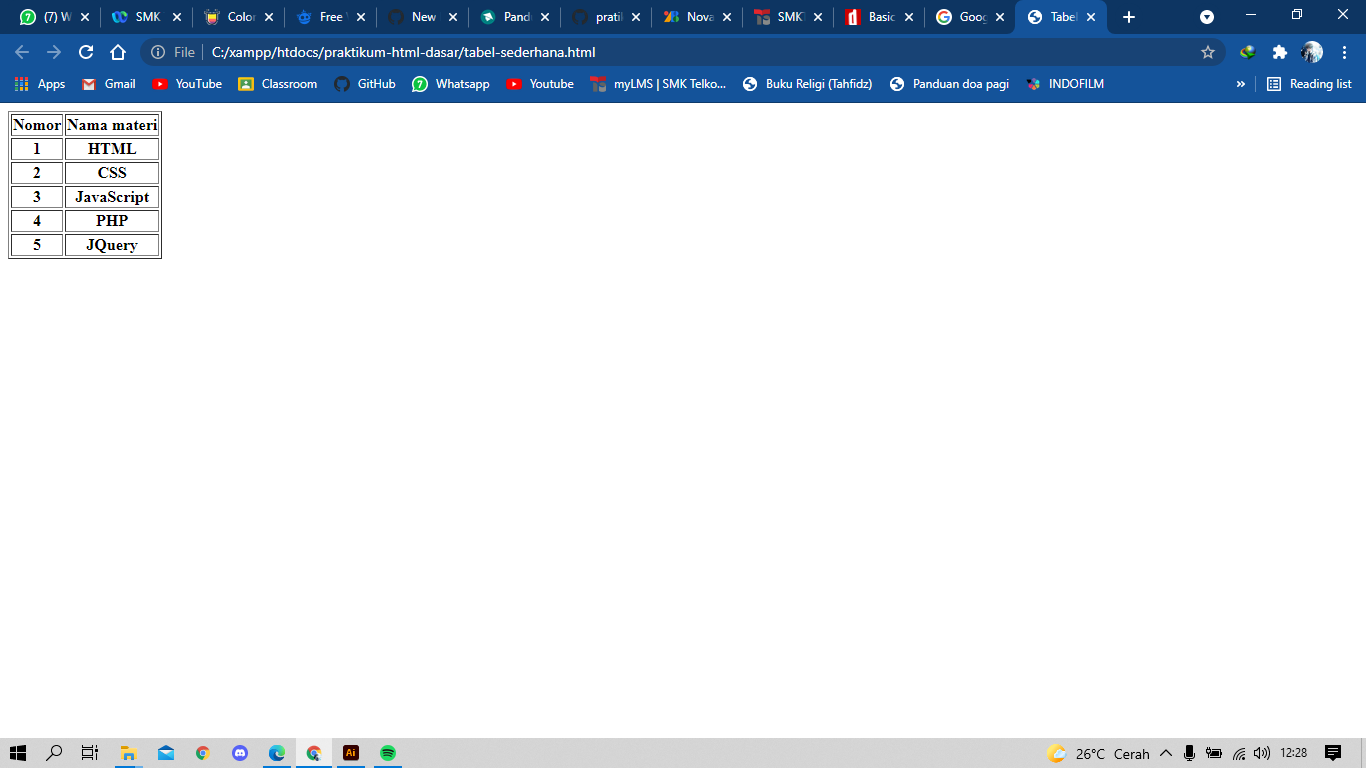 (7) W SMK Color Free New Pand prati Nova SMK Basic Goog Tabel
File C:/xampp/htdocs/praktikum-html-dasar/tabel-sederhana.html
Apps Gmail YouTube Classroom GitHub Whatsapp Youtube myLMS | SMK Telko... Buku Religi (Tahfidz) Panduan doa pagi INDOFILM » Reading list
Nomor Nama materi
1 HTML
2 CSS
3 JavaScript
4 PHP
5 JQuery
Ai 26°C Cerah 12:28